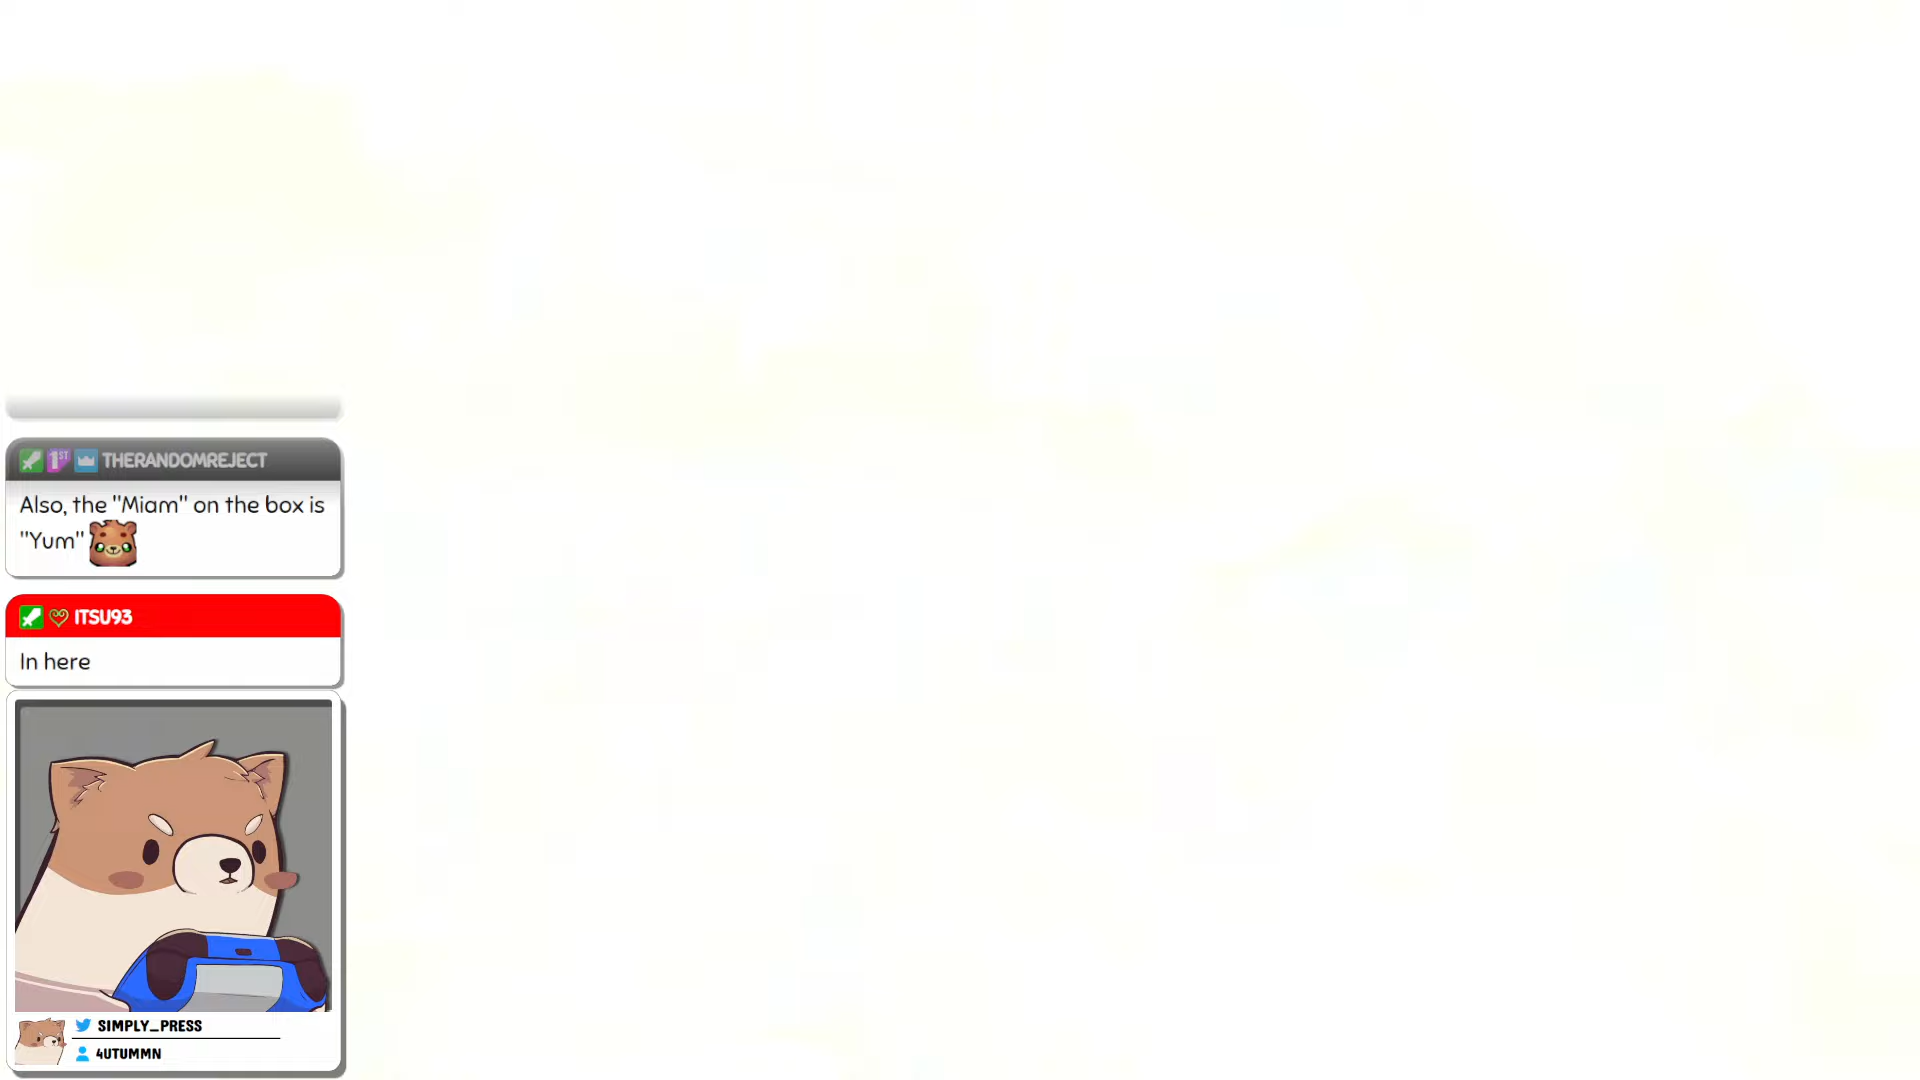 1ST THERANDOMREJECT
Also, the "Miam" on the box is
"Yum"
ITSU93
In here
SIMPLY_PRESS
4UTUMMN